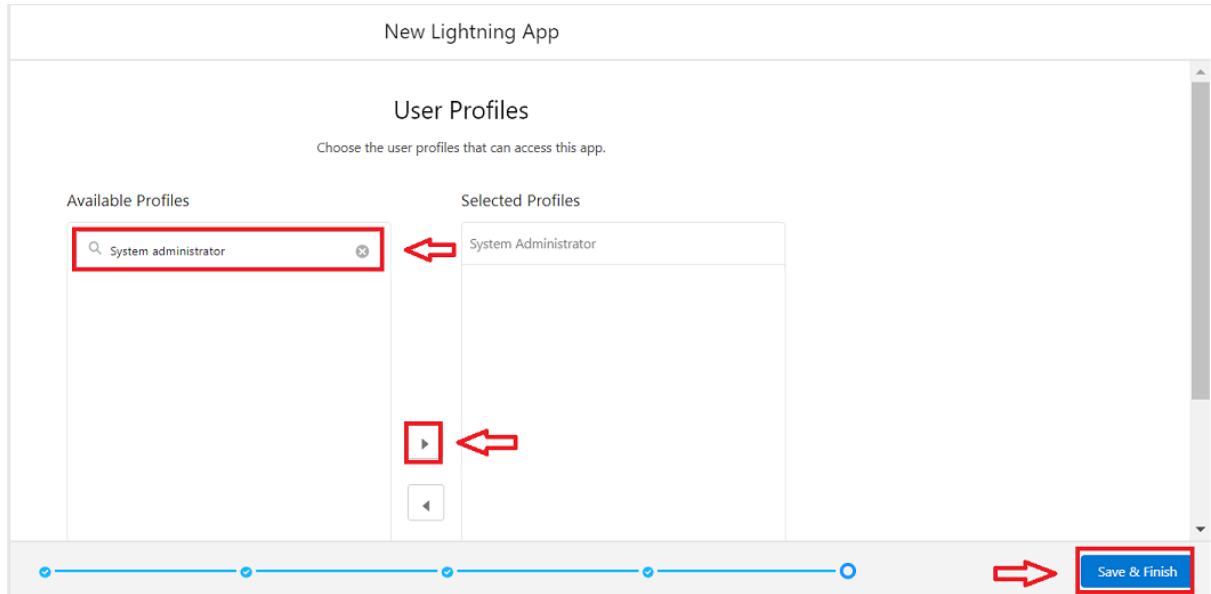 New Lightning App
User Profiles
Choose the user profiles that can access this app.
Available Profiles
Selected Profiles
System administrator
System Administrator
Save & Finish